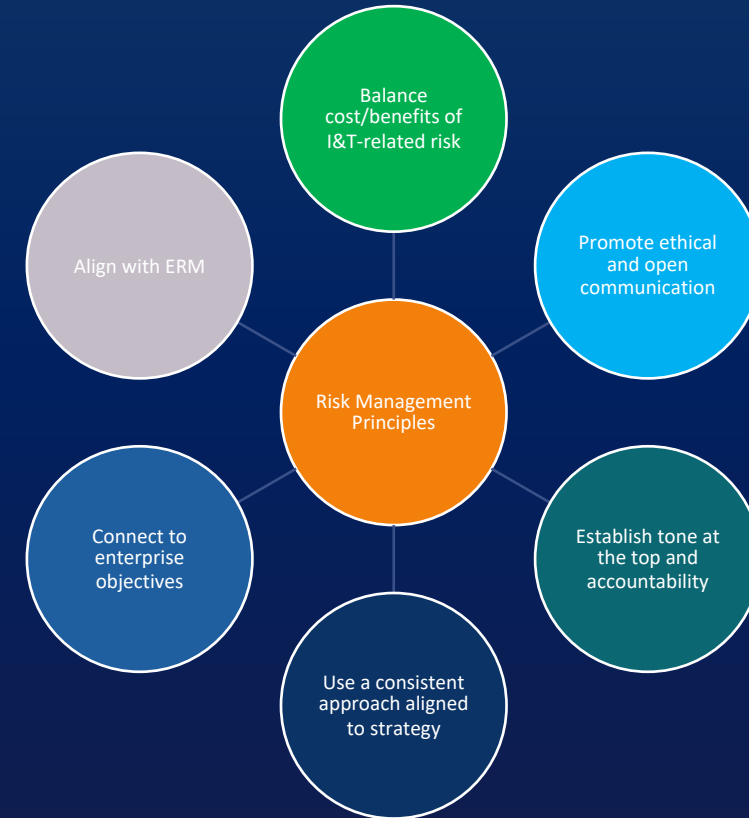 Balance
cost/benefits of
I&T-related risk
Promote ethical
and open
communication
Establish tone at
the top and
accountability
Use a consistent
approach aligned
to strategy
Connect to
enterprise
objectives
Align with ERM
Risk Management
Principles